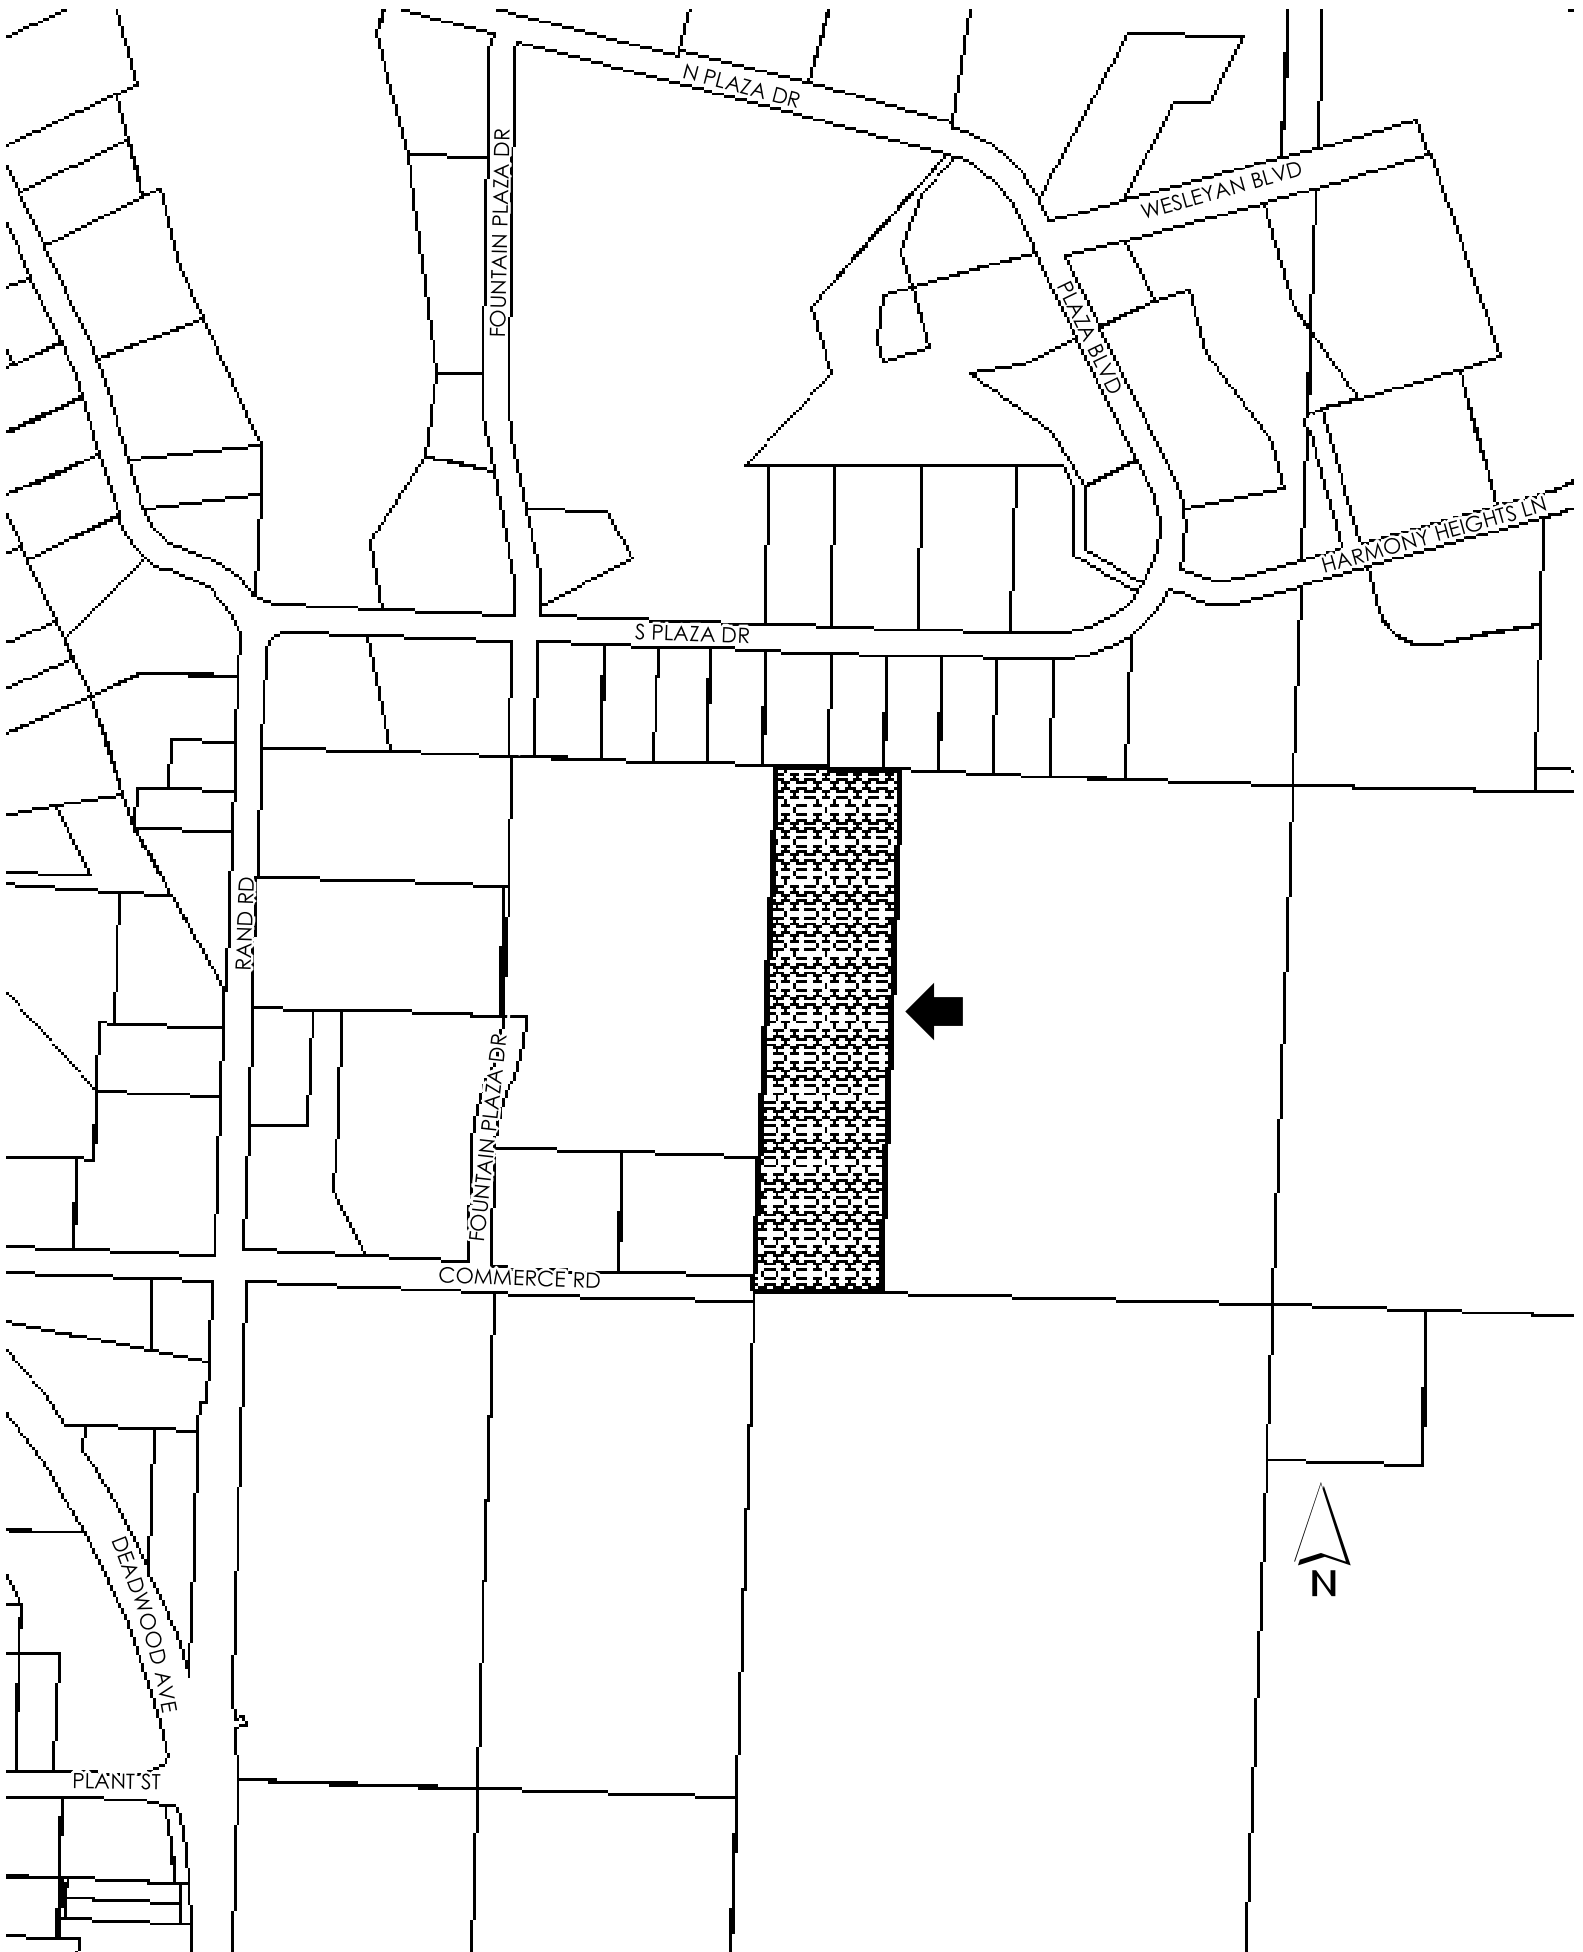 N PLAZA DR
FOUNTAIN PLAZA DR
WESLEYAN BLVD
PLAZA BLVD
HARMONY HEIGHTS LN
S PLAZA DR
RAND RD
FOUNTAIN PLAZA DR
COMMERCE RD
DEADWOOD AVE
N
PLANT ST